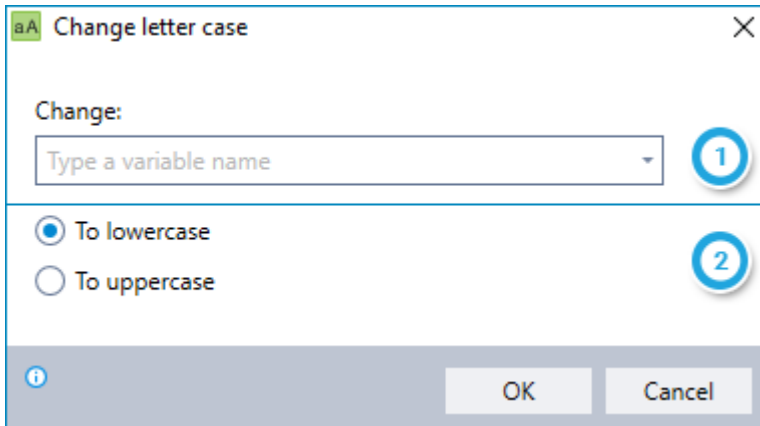 aA Change letter case
Change:
Type a variable name
1
To lowercase
2
To uppercase
OK Cancel